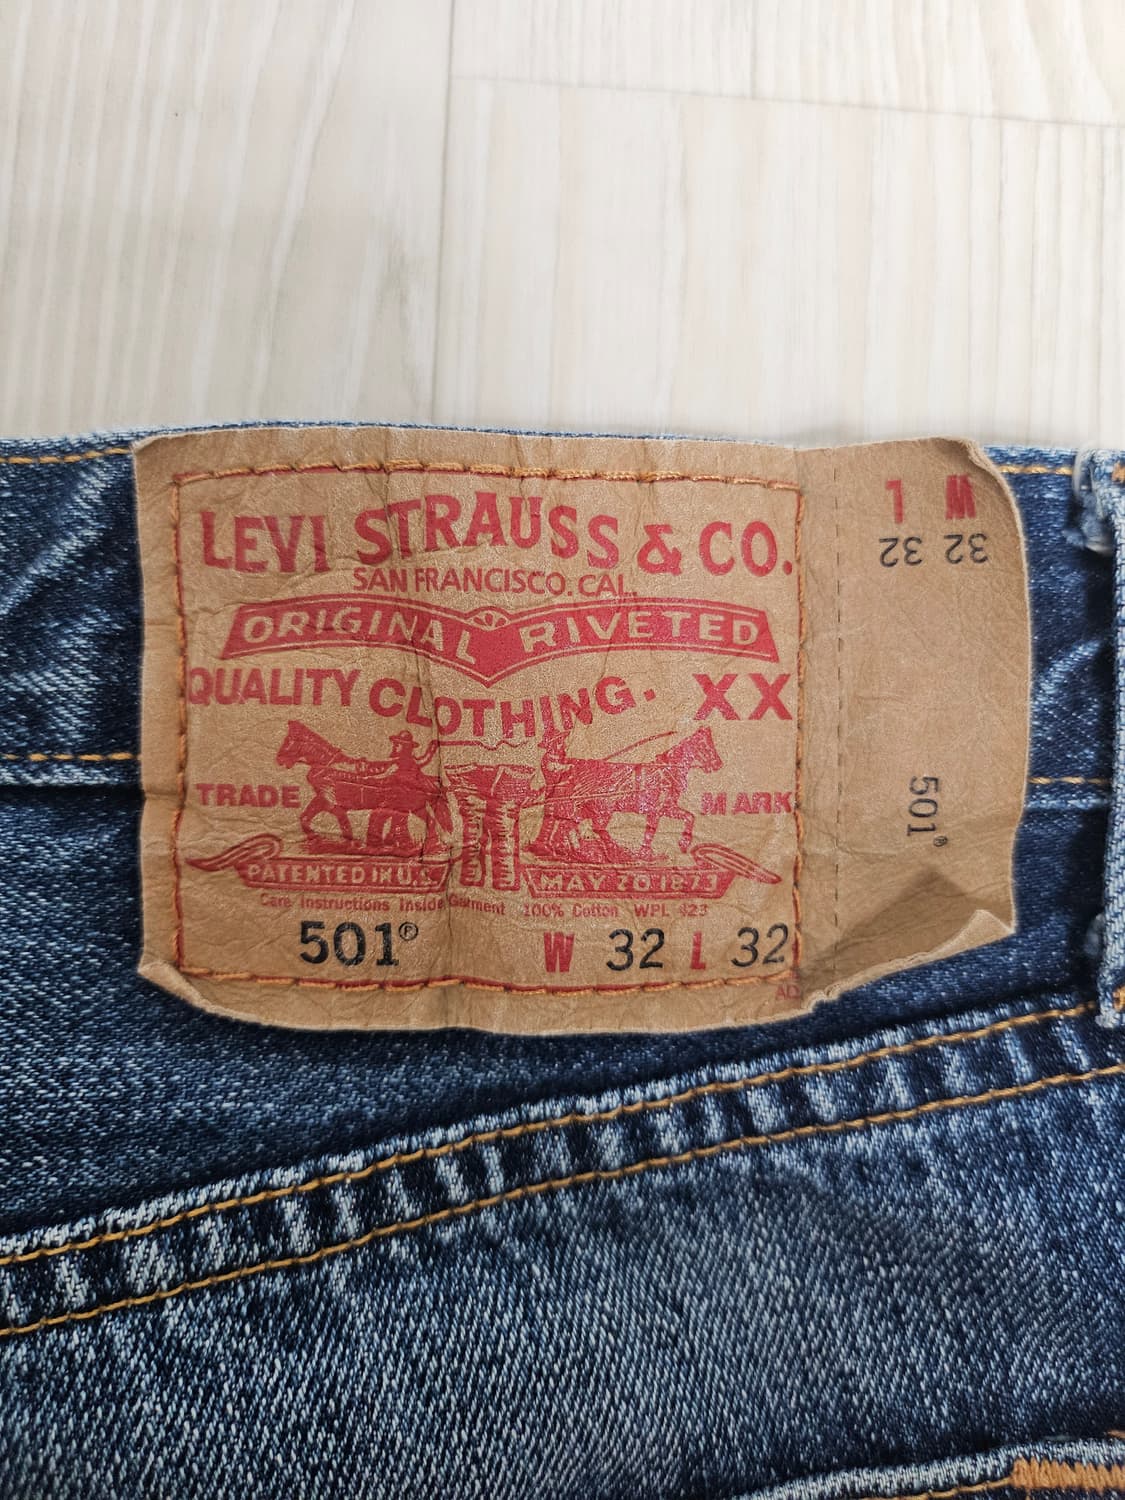 LEVI STRAUSS & CO.
SAN FRANCISCO. CAL.
ORIGINAL RIVETED
QUALITY CLOTHING. XX
TRADE MARK
PATENTED IN U.S. MAY 20 1873
Care Instructions Inside Garment 100% Cotton WPL 423
501® W 32 L 32
L W
32 32
501®